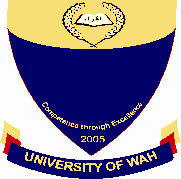 Competence through Excellence
2005
UNIVERSITY OF WAH